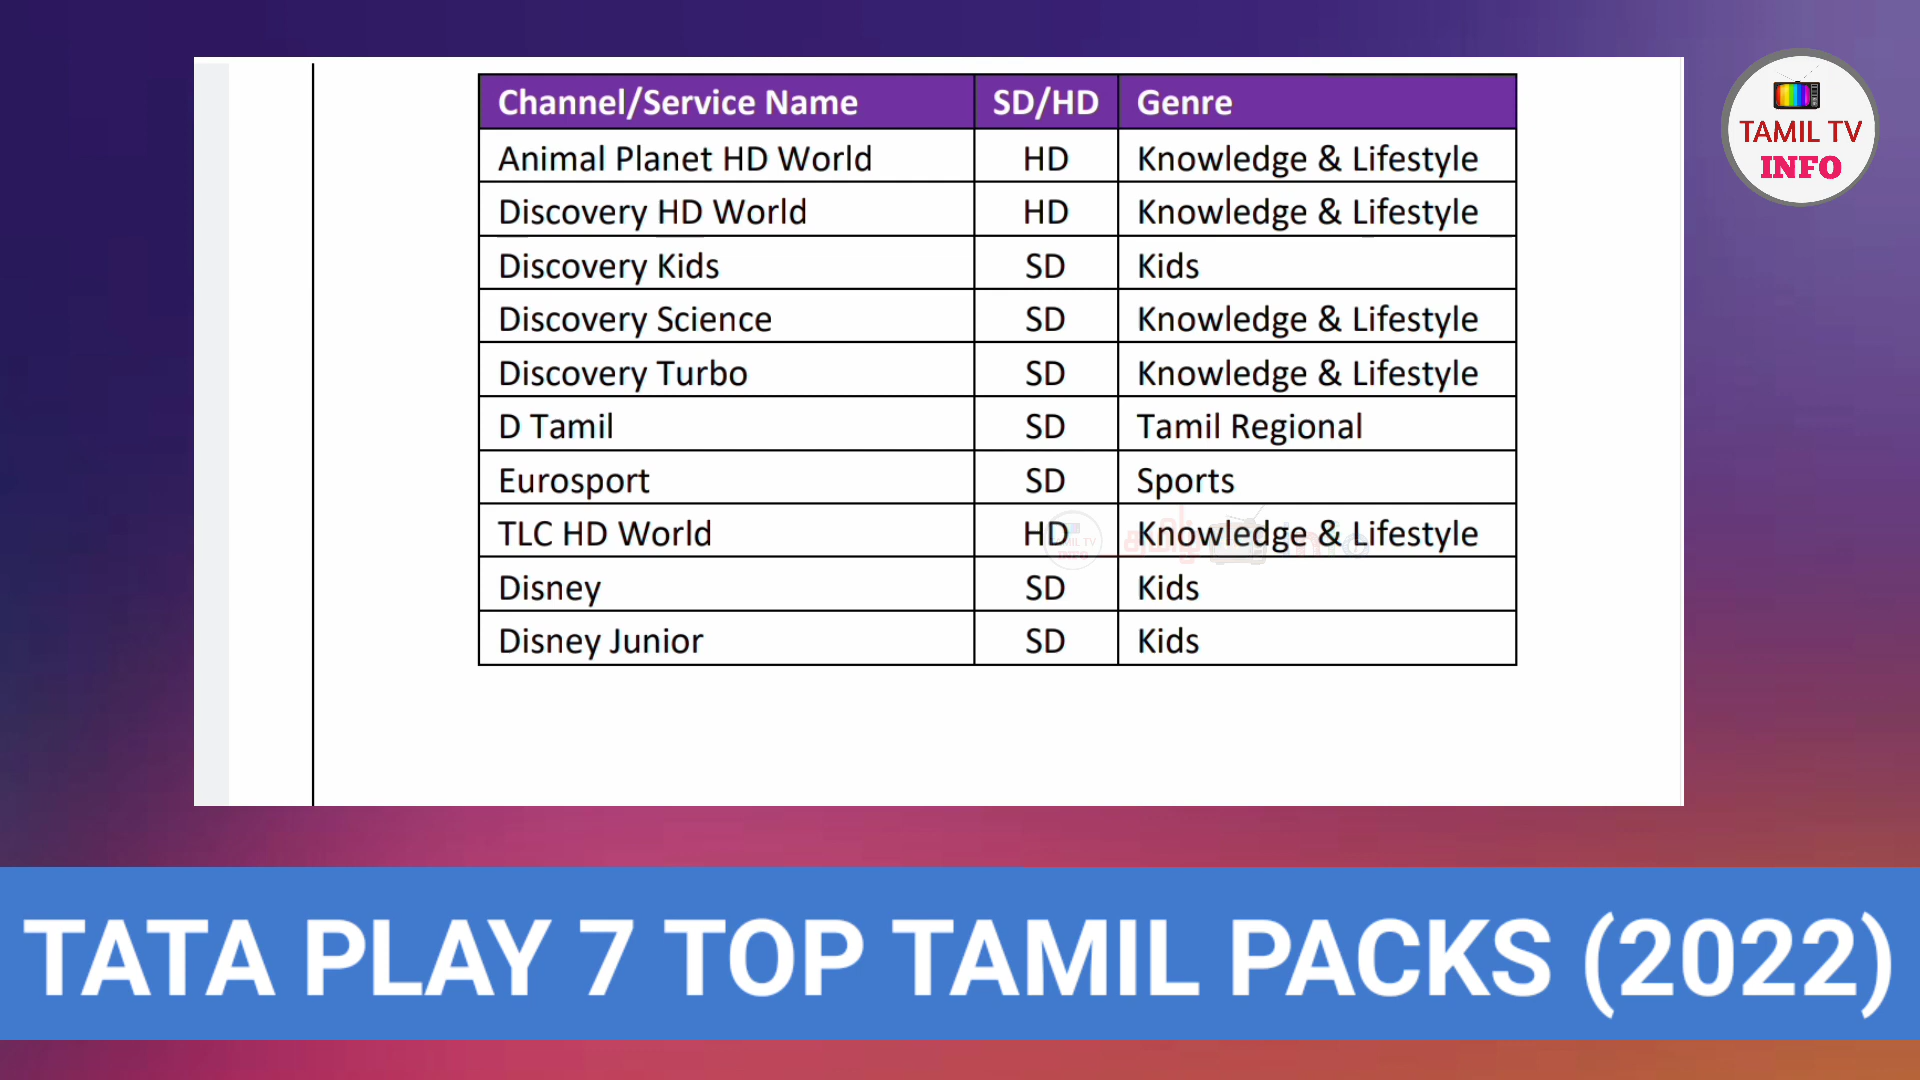 Channel/Service Name SD/HD Genre
Animal Planet HD World HD Knowledge & Lifestyle
Discovery HD World HD Knowledge & Lifestyle
Discovery Kids SD Kids
Discovery Science SD Knowledge & Lifestyle
Discovery Turbo SD Knowledge & Lifestyle
D Tamil SD Tamil Regional
Eurosport SD Sports
TLC HD World HD Knowledge & Lifestyle
Disney SD Kids
Disney Junior SD Kids
TAMIL TV
INFO
TATA PLAY 7 TOP TAMIL PACKS (2022)